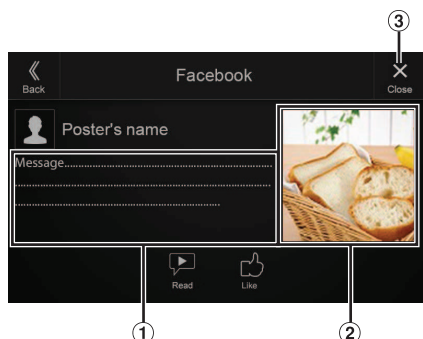 ③
Back
Facebook
Close
Poster's name
Message......................................................................
......................................................................................
.....................................................................
Read
Like
① ②